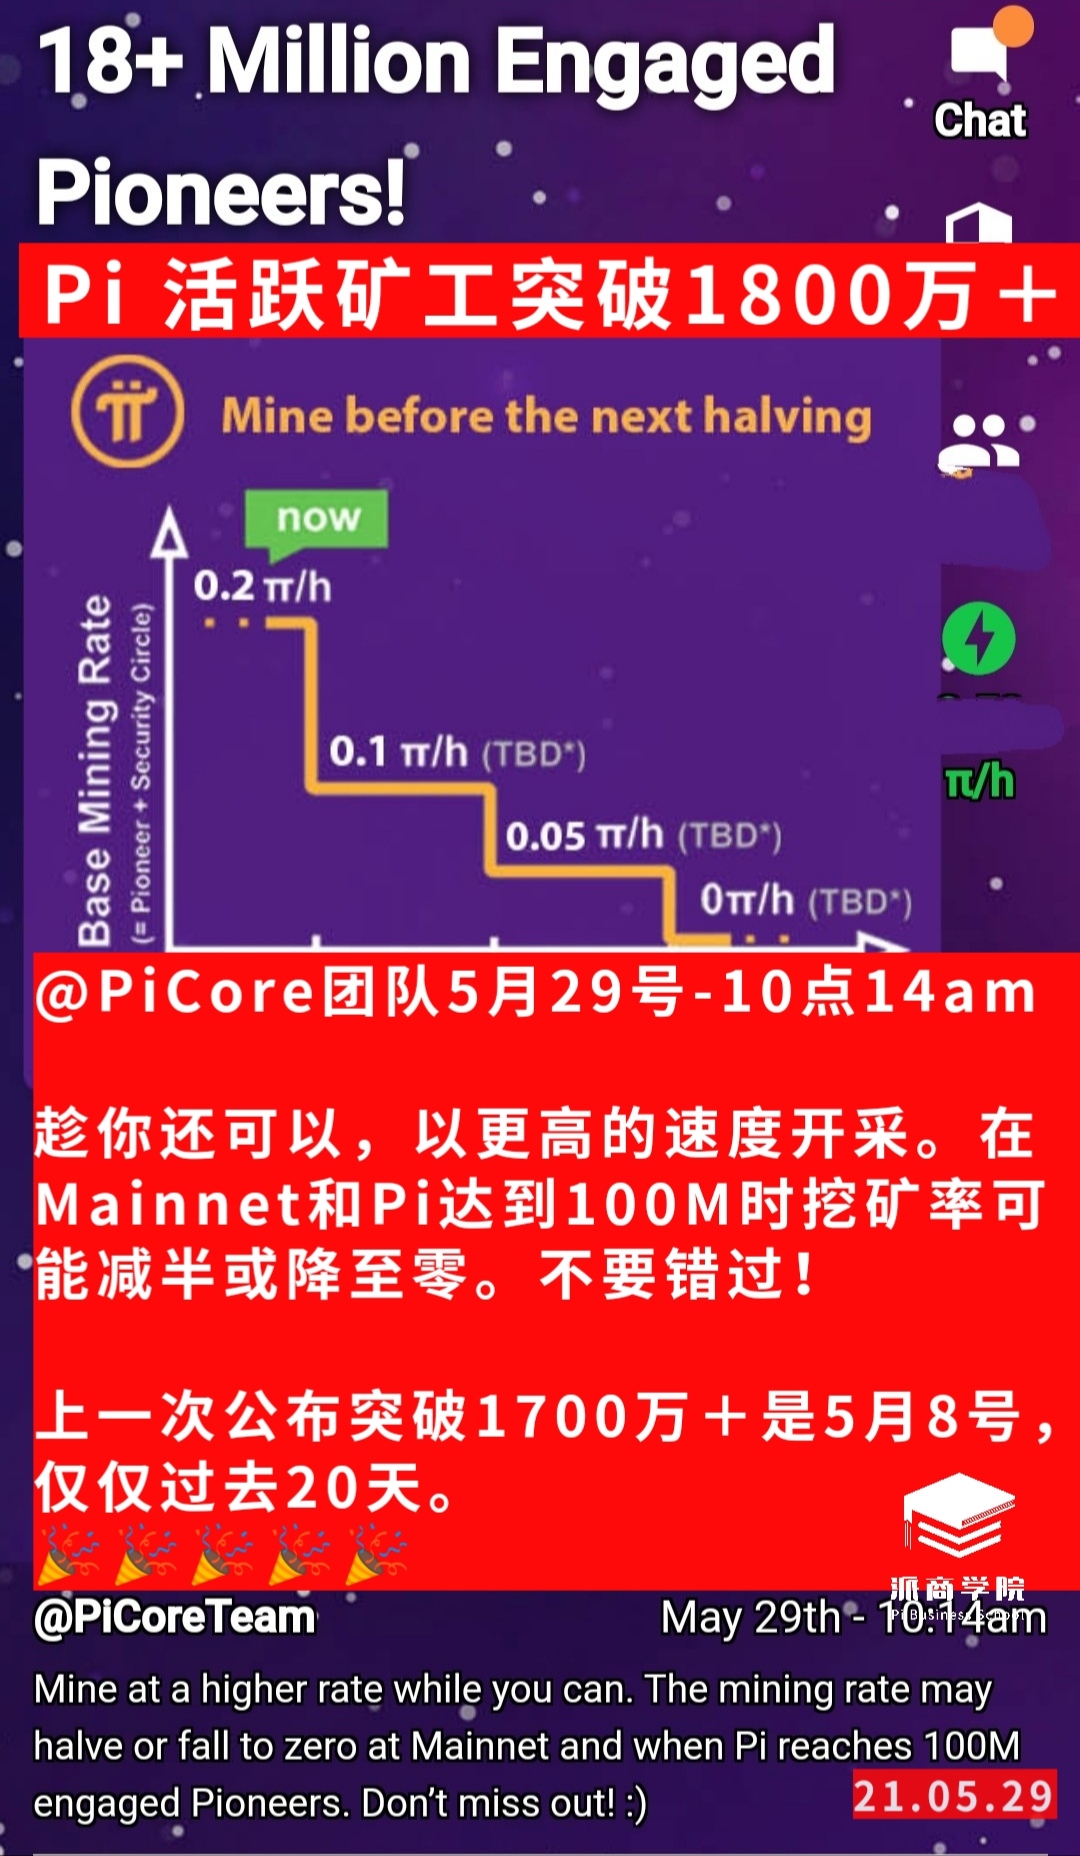 18+ Million Engaged
Chat
Pioneers!
Pi 活跃矿工突破1800万＋
Mine before the next halving
now
0.2 π/h
Base Mining Rate
(= Pioneer + Security Circle)
0.1 π/h (TBD*)
0.05 π/h (TBD*)
0π/h (TBD*)
π/h
@PiCore团队5月29号-10点14am
趁你还可以，以更高的速度开采。在
Mainnet和Pi达到100M时挖矿率可
能减半或降至零。不要错过！
上一次公布突破1700万＋是5月8号，
仅仅过去20天。
派商学院
Pi Business School
@PiCoreTeam
May 29th - 10:14am
Mine at a higher rate while you can. The mining rate may
halve or fall to zero at Mainnet and when Pi reaches 100M
engaged Pioneers. Don’t miss out! :)
21.05.29